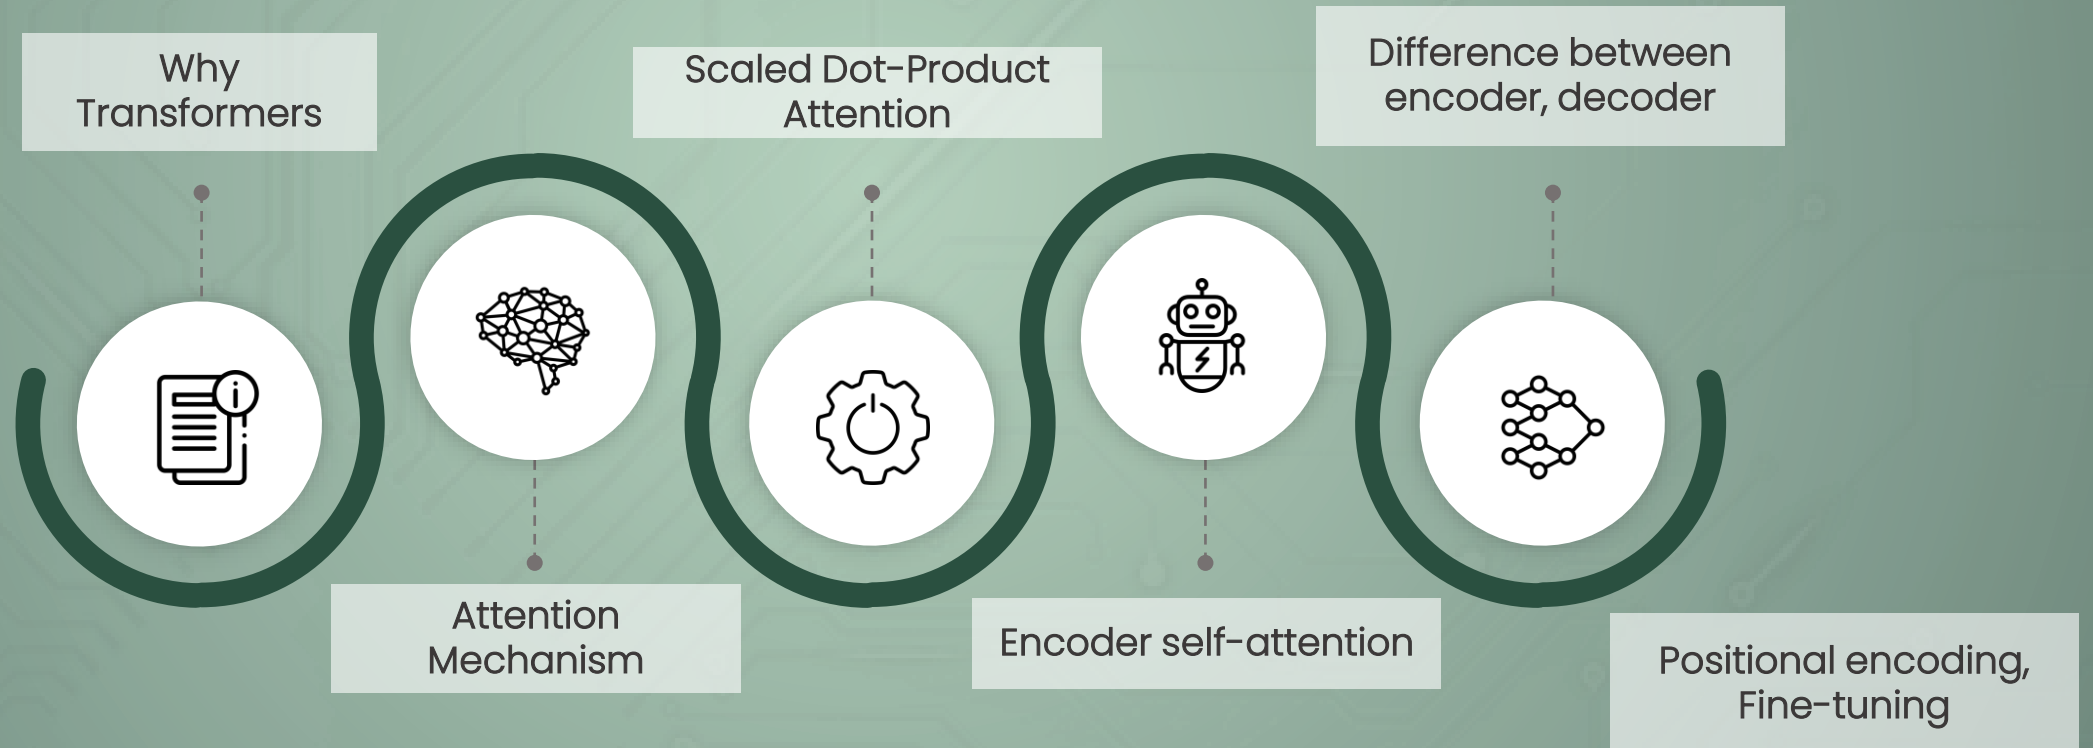 Why
Transformers
Attention
Mechanism
Scaled Dot-Product
Attention
Encoder self-attention
Difference between
encoder, decoder
Positional encoding,
Fine-tuning